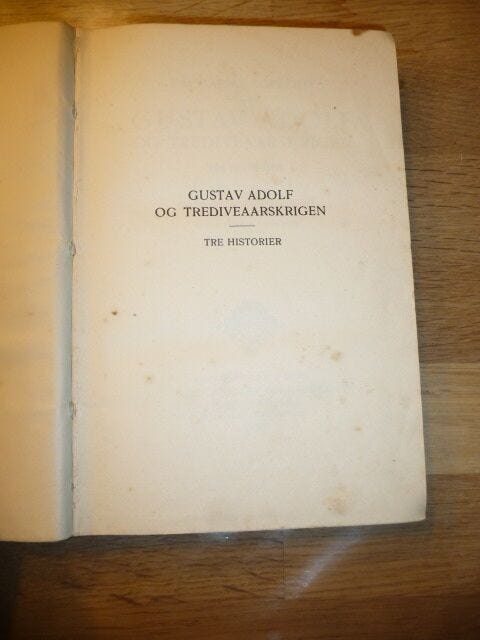 GUSTAV ADOLF
OG TREDIVEAARSKRIGEN
TRE HISTORIER